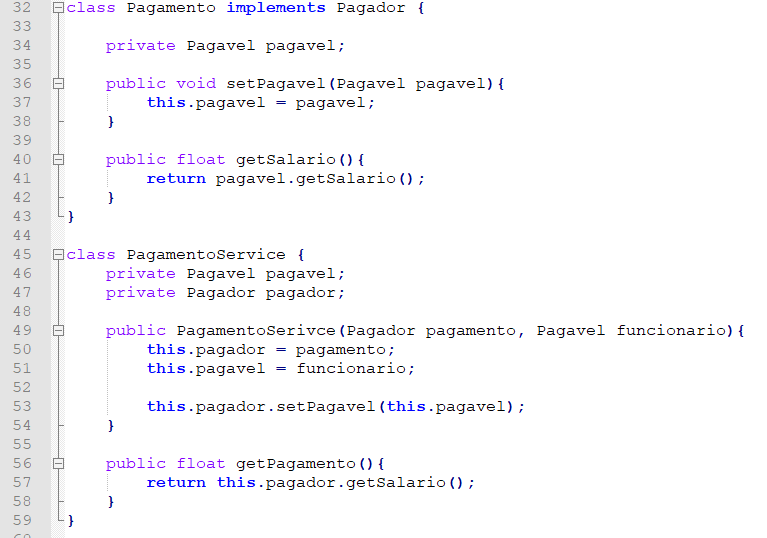 32 class Pagamento implements Pagador {
33
34     private Pagavel pagavel;
35
36     public void setPagavel(Pagavel pagavel){
37         this.pagavel = pagavel;
38     }
39
40     public float getSalario(){
41         return pagavel.getSalario();
42     }
43 }
44
45 class PagamentoService {
46     private Pagavel pagavel;
47     private Pagador pagador;
48
49     public PagamentoSerivce(Pagador pagamento, Pagavel funcionario){
50         this.pagador = pagamento;
51         this.pagavel = funcionario;
52
53         this.pagador.setPagavel(this.pagavel);
54     }
55
56     public float getPagamento(){
57         return this.pagador.getSalario();
58     }
59 }